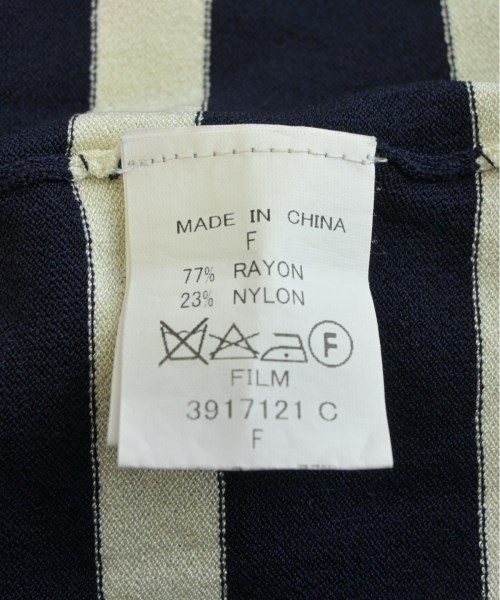 MADE IN CHINA
F
77% RAYON
23% NYLON
F
FILM
3917121 C
F